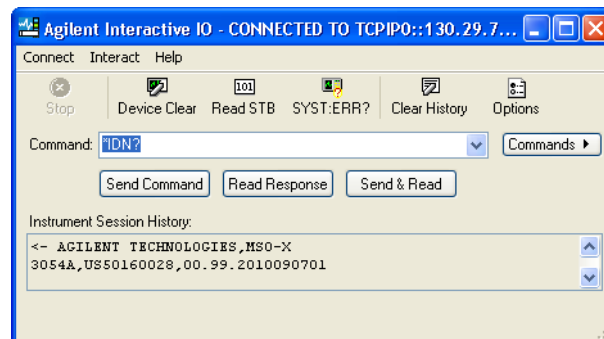 Agilent Interactive IO - CONNECTED TO TCPIP0::130.29.7...
Connect Interact Help
Stop Device Clear Read STB SYST:ERR? Clear History Options
Command: *IDN? Commands
Send Command Read Response Send & Read
Instrument Session History:
<- AGILENT TECHNOLOGIES,MSO-X
3054A,US50160028,00.99.2010090701